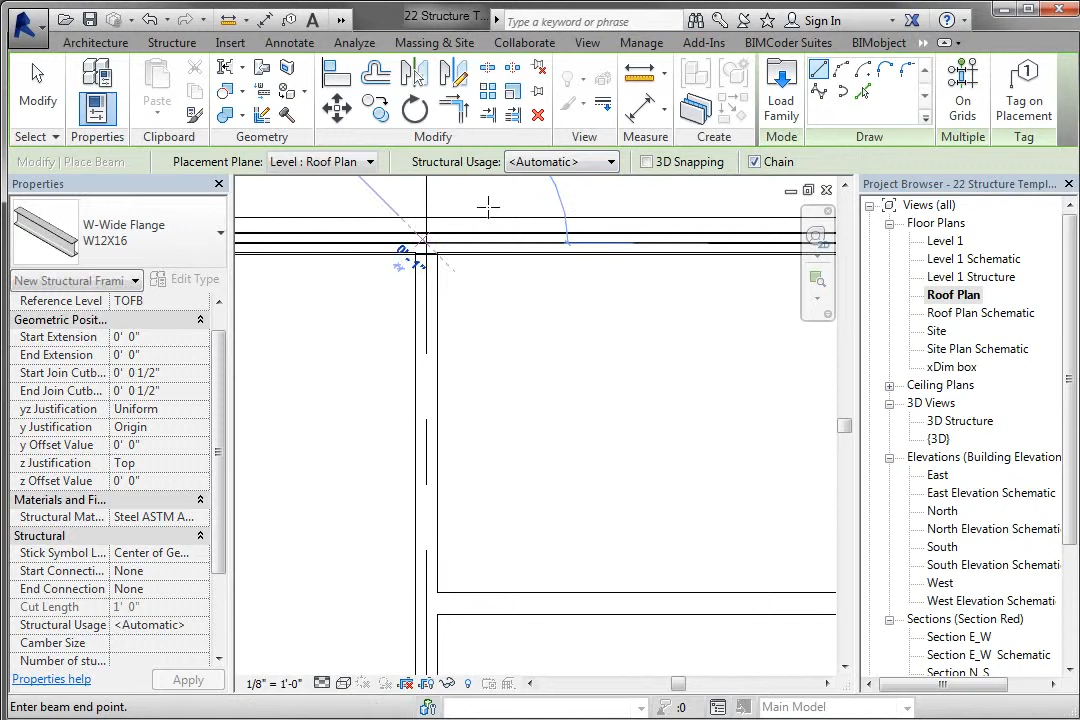 22 Structure T...
Type a keyword or phrase
Sign In
Architecture Structure Insert Annotate Analyze Massing & Site Collaborate View Manage Add-Ins BIMCoder Suites BIMobject
Modify
Properties
Paste
Load Family
On Grids
Tag on Placement
Select Properties Clipboard Geometry Modify View Measure Create Mode Draw Multiple Tag
Modify | Place Beam Placement Plane: Level : Roof Plan Structural Usage: <Automatic> 3D Snapping Chain
Properties
W-Wide Flange
W12X16
New Structural Frami Edit Type
Reference Level TOFB
Geometric Posit...
Start Extension 0' 0"
End Extension 0' 0"
Start Join Cutb... 0' 0 1/2"
End Join Cutb... 0' 0 1/2"
yz Justification Uniform
y Justification Origin
y Offset Value 0' 0"
z Justification Top
z Offset Value 0' 0"
Materials and Fi...
Structural Mat... Steel ASTM A...
Structural
Stick Symbol L... Center of Ge...
Start Connecti... None
End Connection None
Cut Length 1' 0"
Structural Usage <Automatic>
Camber Size
Number of stu...
Properties help Apply
2D
Project Browser - 22 Structure Templ...
Views (all)
Floor Plans
Level 1
Level 1 Schematic
Level 1 Structure
Roof Plan
Roof Plan Schematic
Site
Site Plan Schematic
xDim box
Ceiling Plans
3D Views
3D Structure
{3D}
Elevations (Building Elevation
East
East Elevation Schematic
North
North Elevation Schemati
South
South Elevation Schemati
West
West Elevation Schemati
Sections (Section Red)
Section E_W
Section E_W Schematic
Section N_S
1/8" = 1'-0"
Enter beam end point.
:0
Main Model